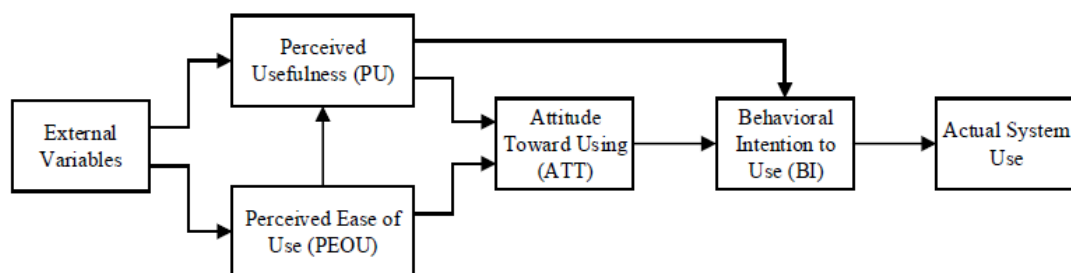 External
Variables
Perceived
Usefulness (PU)
Perceived Ease of
Use (PEOU)
Attitude
Toward Using
(ATT)
Behavioral
Intention to
Use (BI)
Actual System
Use